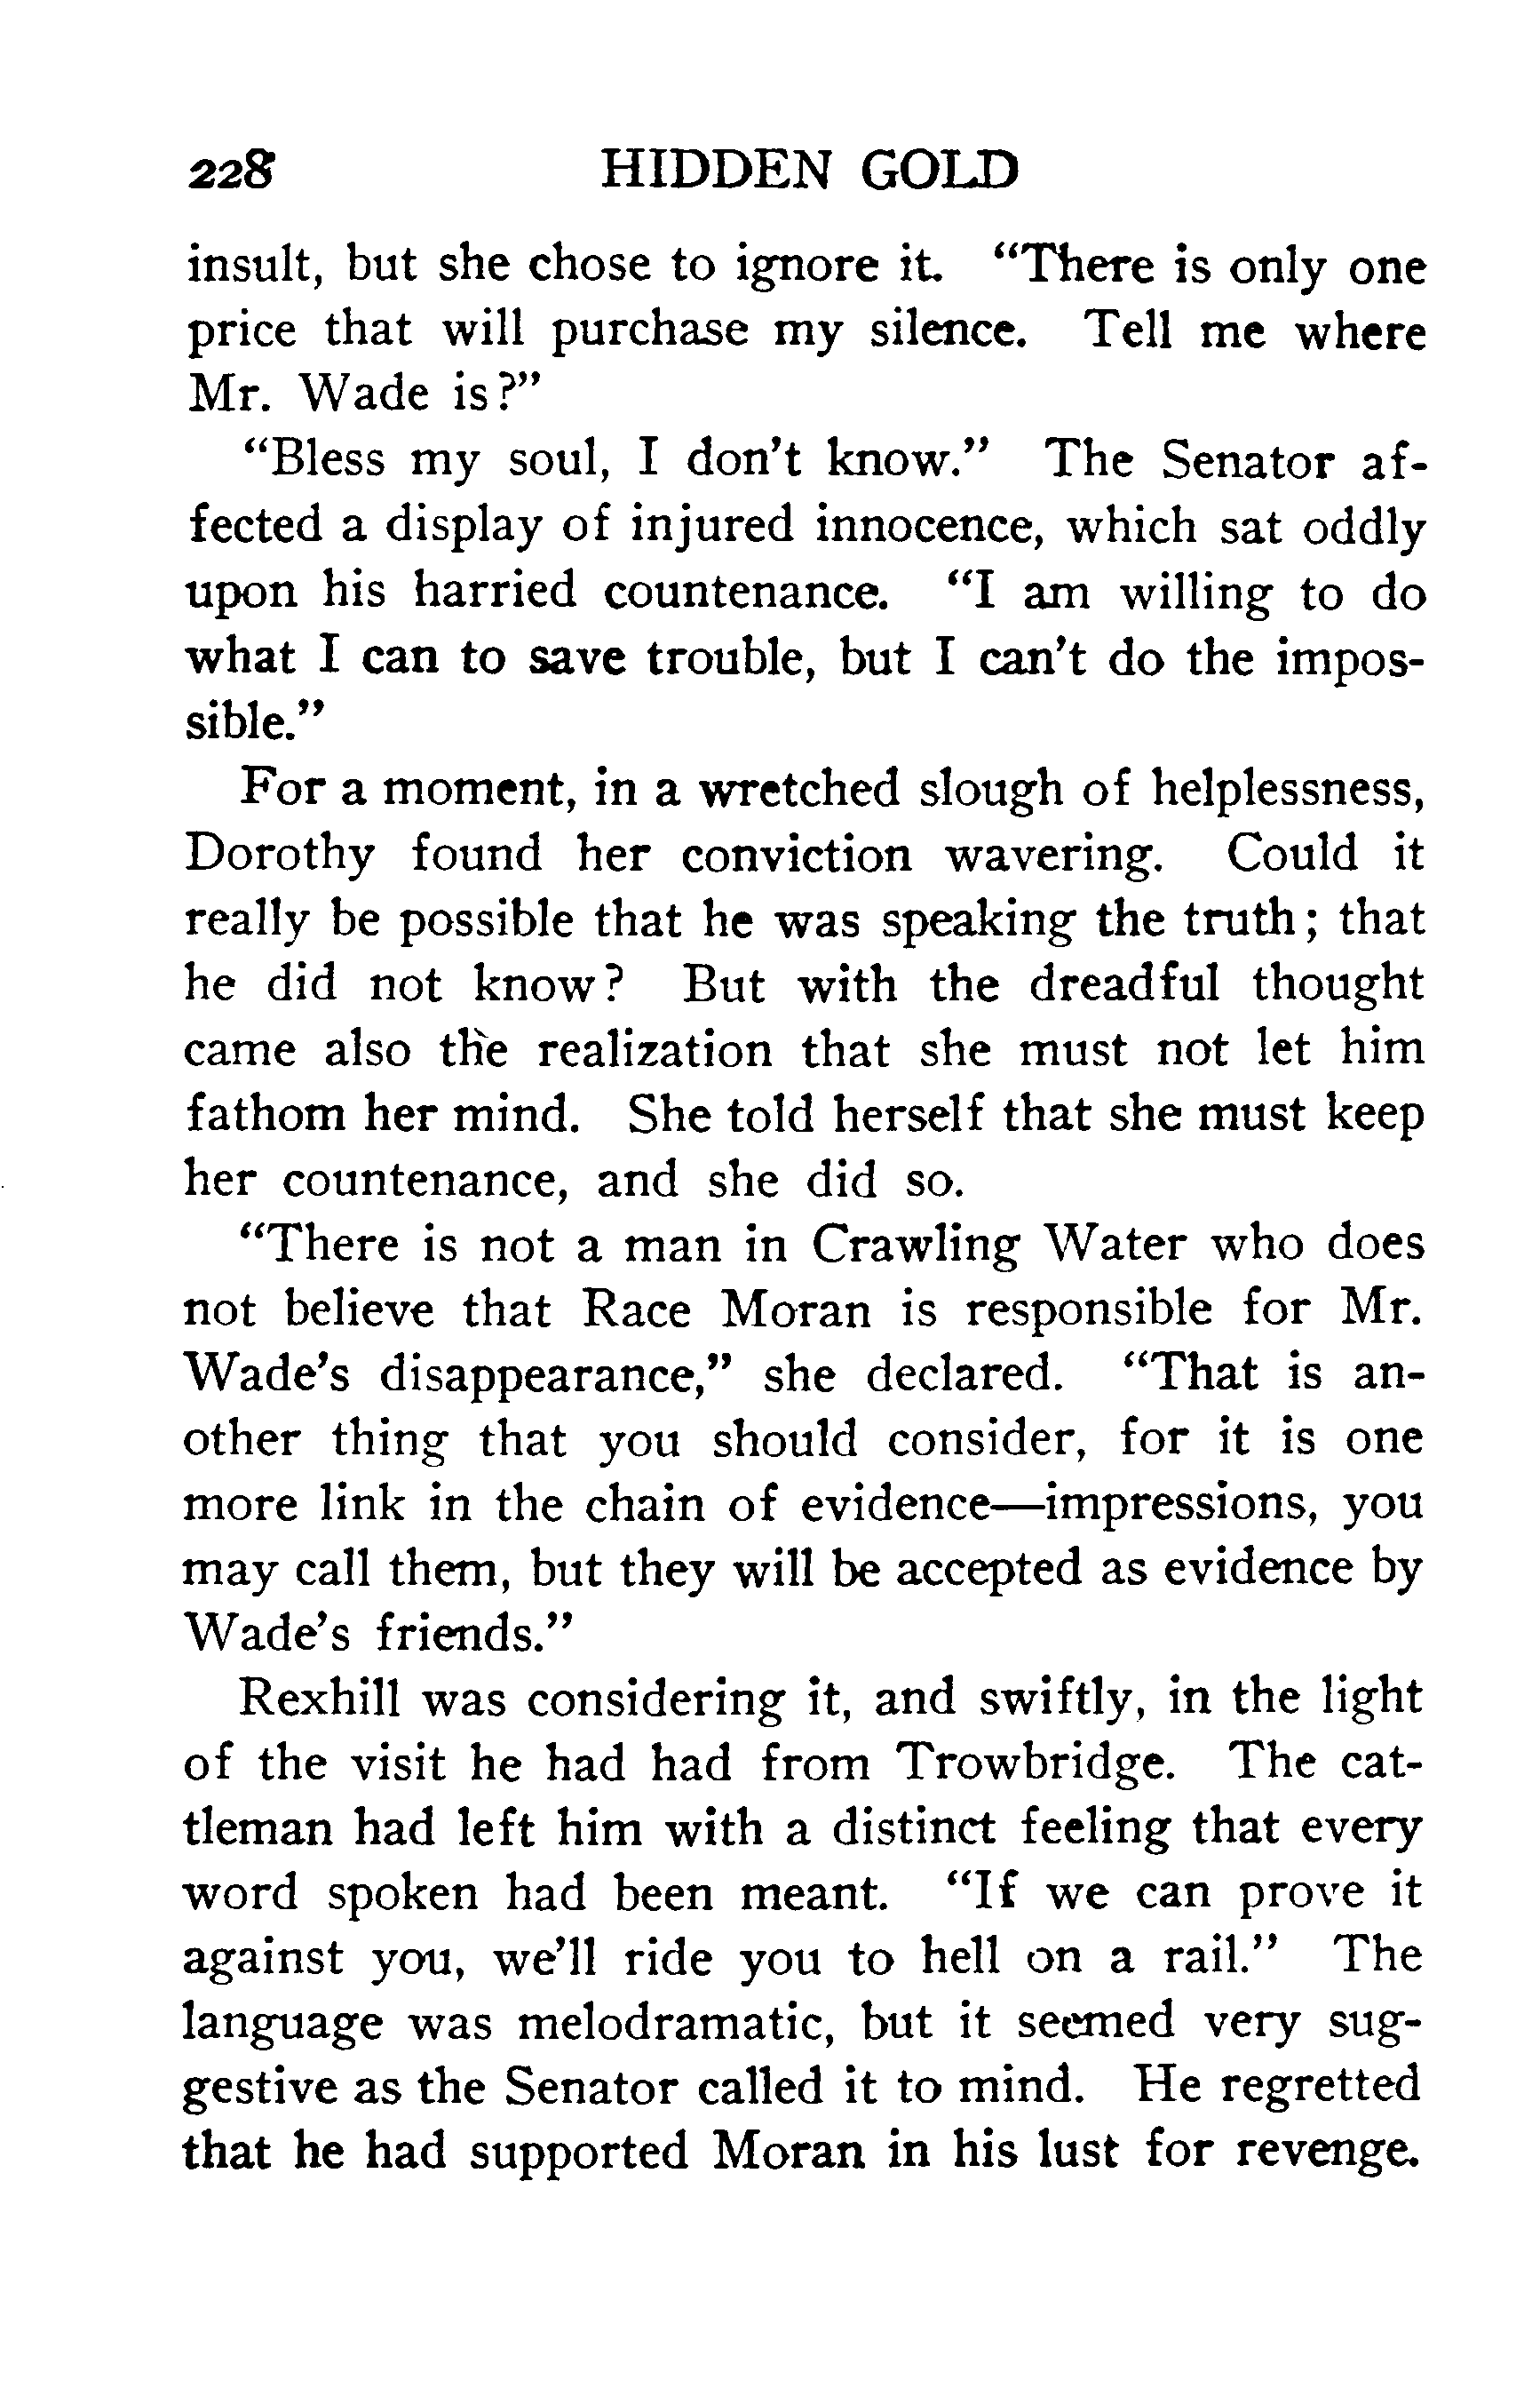 228 HIDDEN GOLD
insult, but she chose to ignore it. “There is only one
price that will purchase my silence. Tell me where
Mr. Wade is?”
“Bless my soul, I don’t know.” The Senator af-
fected a display of injured innocence, which sat oddly
upon his harried countenance. “I am willing to do
what I can to save trouble, but I can’t do the impos-
sible.”
For a moment, in a wretched slough of helplessness,
Dorothy found her conviction wavering. Could it
really be possible that he was speaking the truth; that
he did not know? But with the dreadful thought
came also the realization that she must not let him
fathom her mind. She told herself that she must keep
her countenance, and she did so.
“There is not a man in Crawling Water who does
not believe that Race Moran is responsible for Mr.
Wade’s disappearance,” she declared. “That is an-
other thing that you should consider, for it is one
more link in the chain of evidence—impressions, you
may call them, but they will be accepted as evidence by
Wade’s friends.”
Rexhill was considering it, and swiftly, in the light
of the visit he had had from Trowbridge. The cat-
tleman had left him with a distinct feeling that every
word spoken had been meant. “If we can prove it
against you, we’ll ride you to hell on a rail.” The
language was melodramatic, but it seemed very sug-
gestive as the Senator called it to mind. He regretted
that he had supported Moran in his lust for revenge.